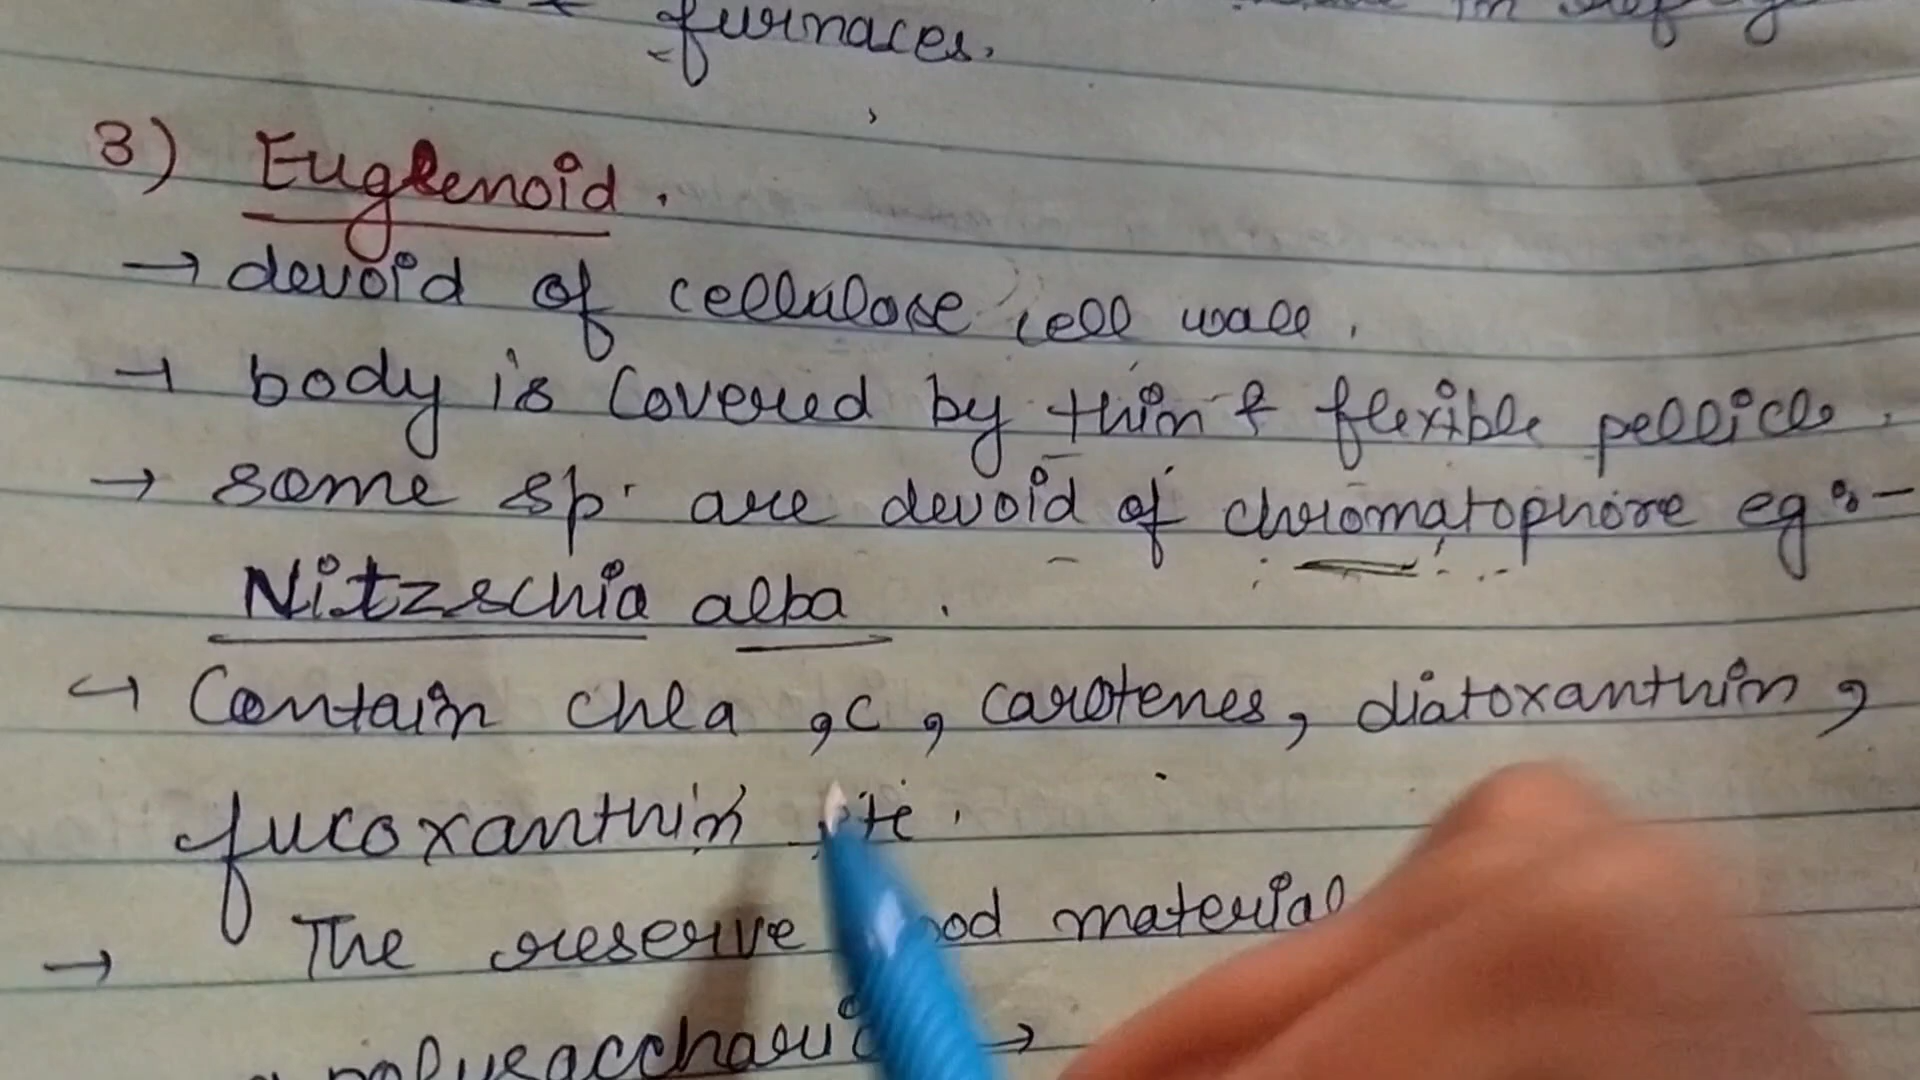 furnaces.
3) Euglenoid.
→ devoid of cellulose cell wall.
→ body is covered by thin & flexible pellicle.
→ some sp. are devoid of chromatophore eg:-
Nitzschia alba.
→ Contain chl a, c, carotenes, diatoxanthin,
fucoxanthin etc.
→ The reserve food material